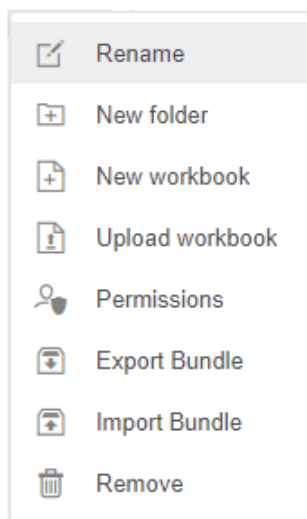 Rename
New folder
New workbook
Upload workbook
Permissions
Export Bundle
Import Bundle
Remove